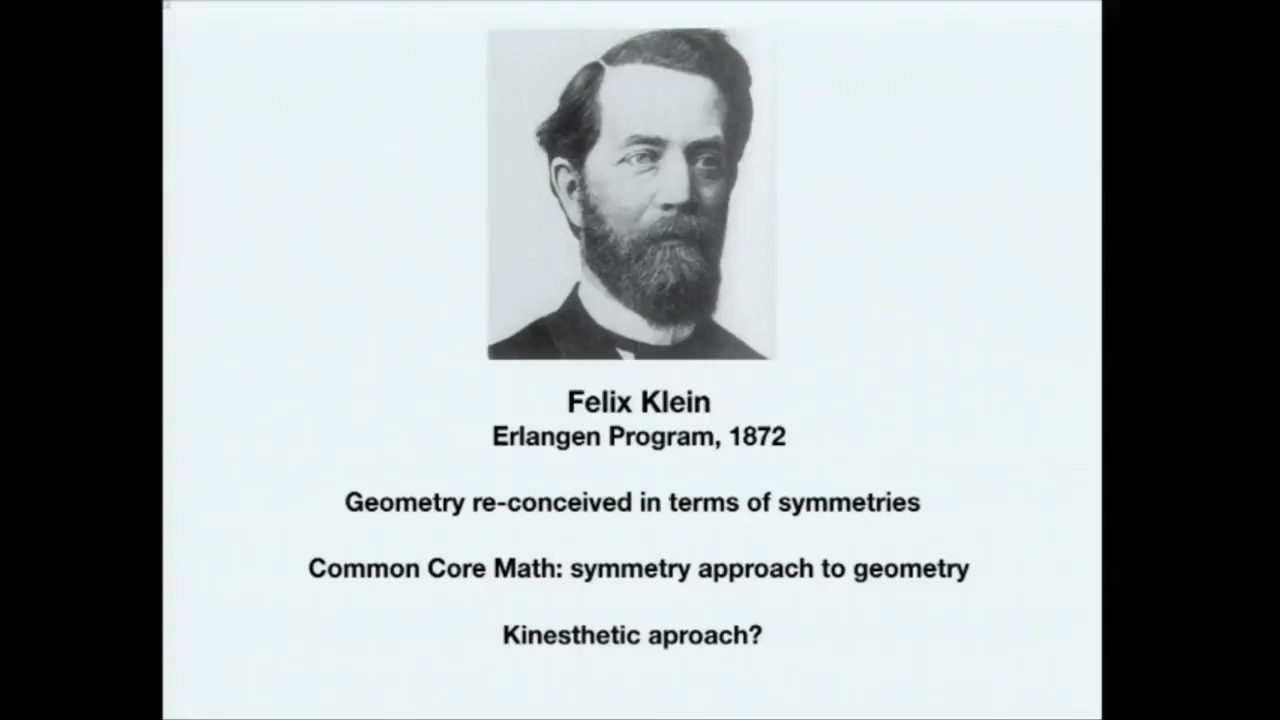 Felix Klein
Erlangen Program, 1872
Geometry re-conceived in terms of symmetries
Common Core Math: symmetry approach to geometry
Kinesthetic aproach?